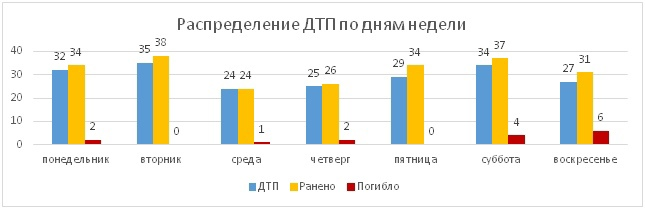 Распределение ДТП по дням недели
40
30
20
10
0
32 34 2
35 38 0
24 24 1
25 26 2
29 34 0
34 37 4
27 31 6
понедельник вторник среда четверг пятница суббота воскресенье
ДТП Ранено Погибло